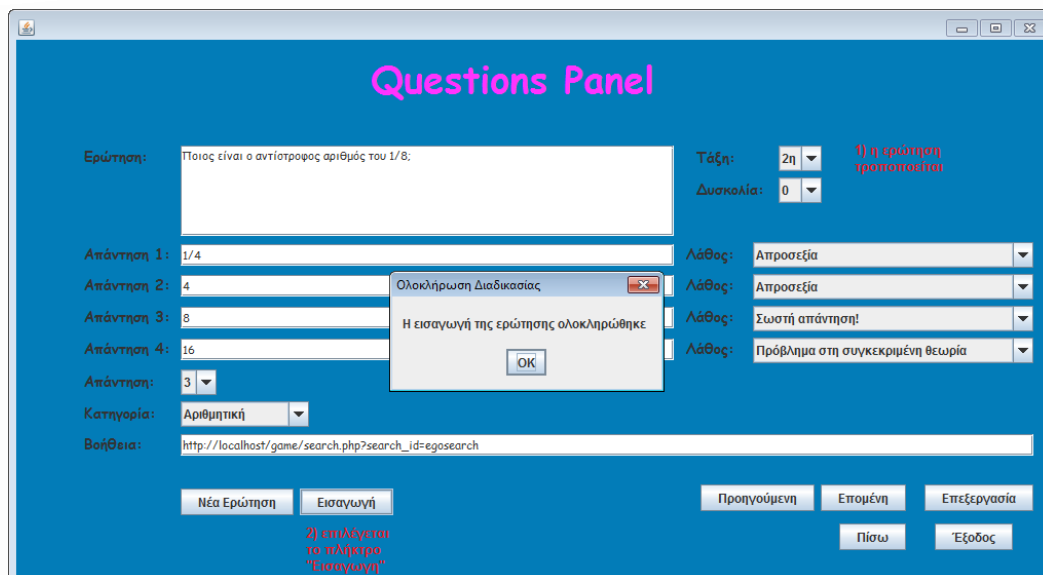 Questions Panel
Ερώτηση:
Ποιος είναι ο αντίστροφος αριθμός του 1/8;
Τάξη:
2η
1) η ερώτηση
τροποποείται
Δυσκολία:
0
Απάντηση 1:
1/4
Λάθος:
Απροσεξία
Απάντηση 2:
4
Λάθος:
Απροσεξία
Απάντηση 3:
8
Λάθος:
Σωστή απάντηση!
Απάντηση 4:
16
Λάθος:
Πρόβλημα στη συγκεκριμένη θεωρία
Ολοκλήρωση Διαδικασίας
Η εισαγωγή της ερώτησης ολοκληρώθηκε
OK
Απάντηση:
3
Κατηγορία:
Αριθμητική
Βοήθεια:
http://localhost/game/search.php?search_id=egosearch
Νέα Ερώτηση
Εισαγωγή
Προηγούμενη
Επομένη
Επεξεργασία
2) επιλέγεται
το πλήκτρο
"Εισαγωγη"
Πίσω
Έξοδος